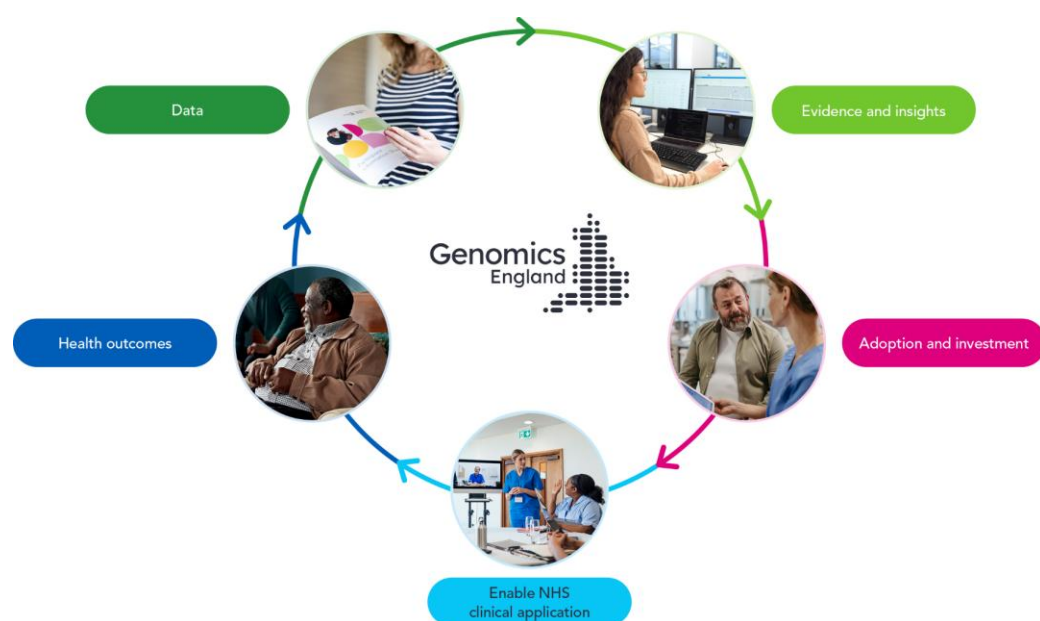 Data
Evidence and insights
Genomics
England
Health outcomes
Adoption and investment
Enable NHS
clinical application